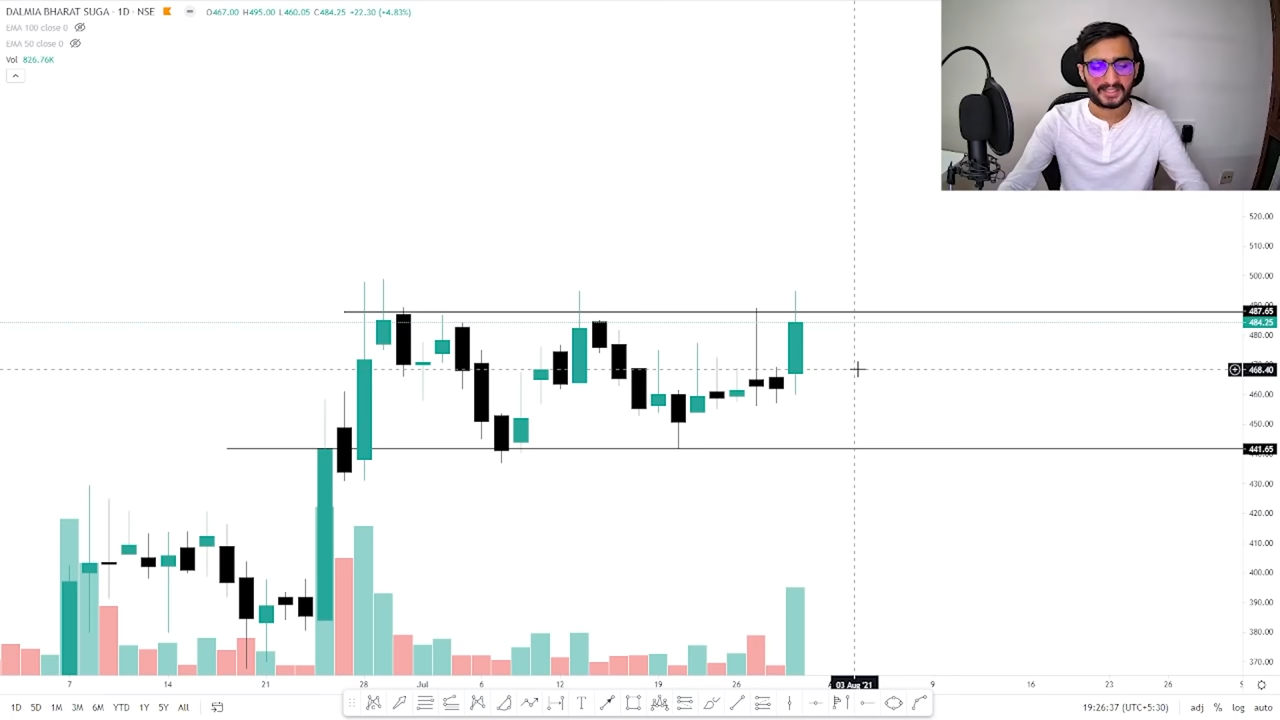 DALMIA BHARAT SUGA · 1D · NSE O467.00 H495.00 L460.05 C484.25 +22.30 (+4.83%)
EMA 100 close 0
EMA 50 close 0
Vol 826.76K
520.00
510.00
500.00
487.65
484.25
480.00
468.40
460.00
450.00
441.65
430.00
420.00
410.00
400.00
390.00
380.00
370.00
7 14 21 28 Jul 6 12 19 26 03 Aug '21 9 16 23 26
1D 5D 1M 3M 6M YTD 1Y 5Y All 19:26:37 (UTC+5:30) adj % log auto